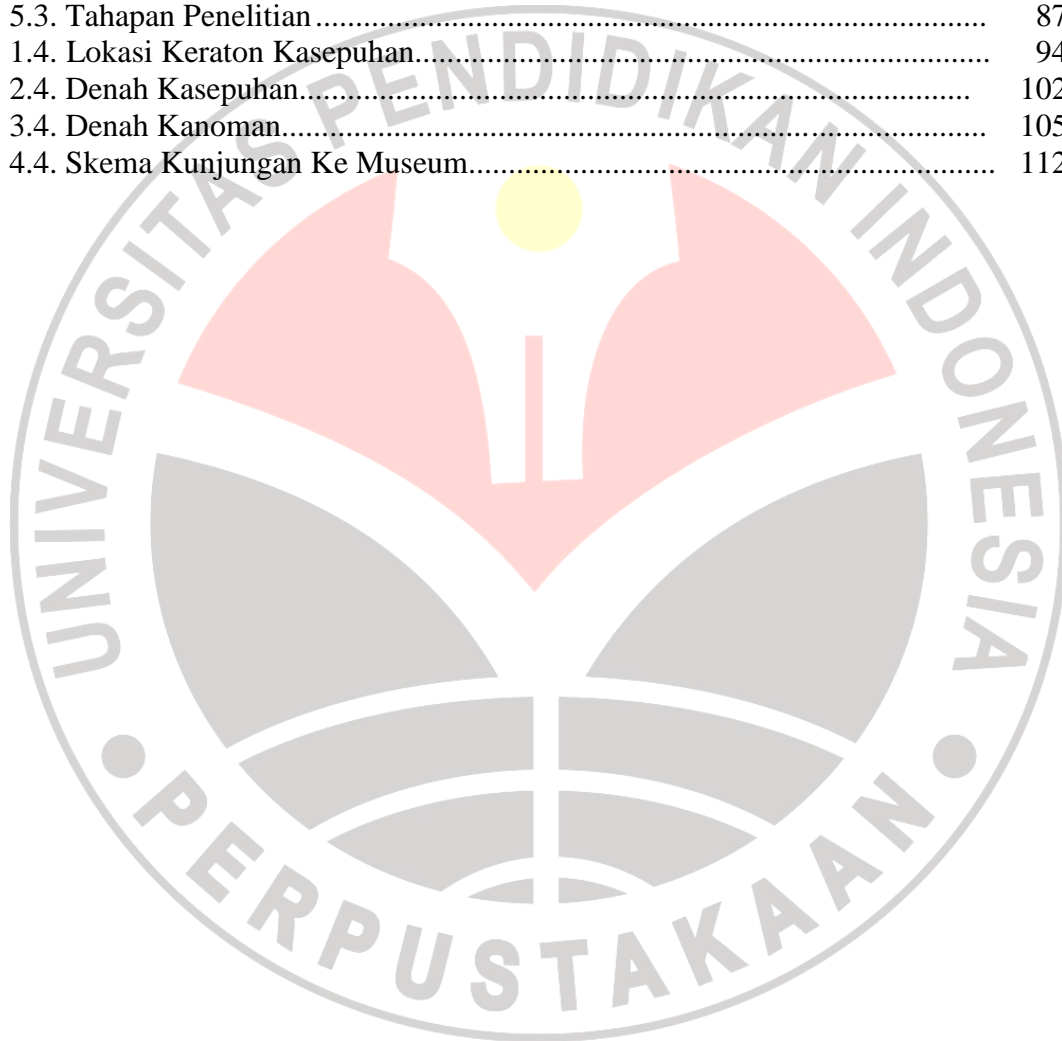 5.3. Tahapan Penelitian.................................................................................... 87
1.4. Lokasi Keraton Kasepuhan....................................................................... 94
2.4. Denah Kasepuhan.................................................................................. 102
3.4. Denah Kanoman....................................................................................... 105
4.4. Skema Kunjungan Ke Museum................................................................. 112
UNIVERSITAS PENDIDIKAN INDONESIA
PERPUSTAKAAN